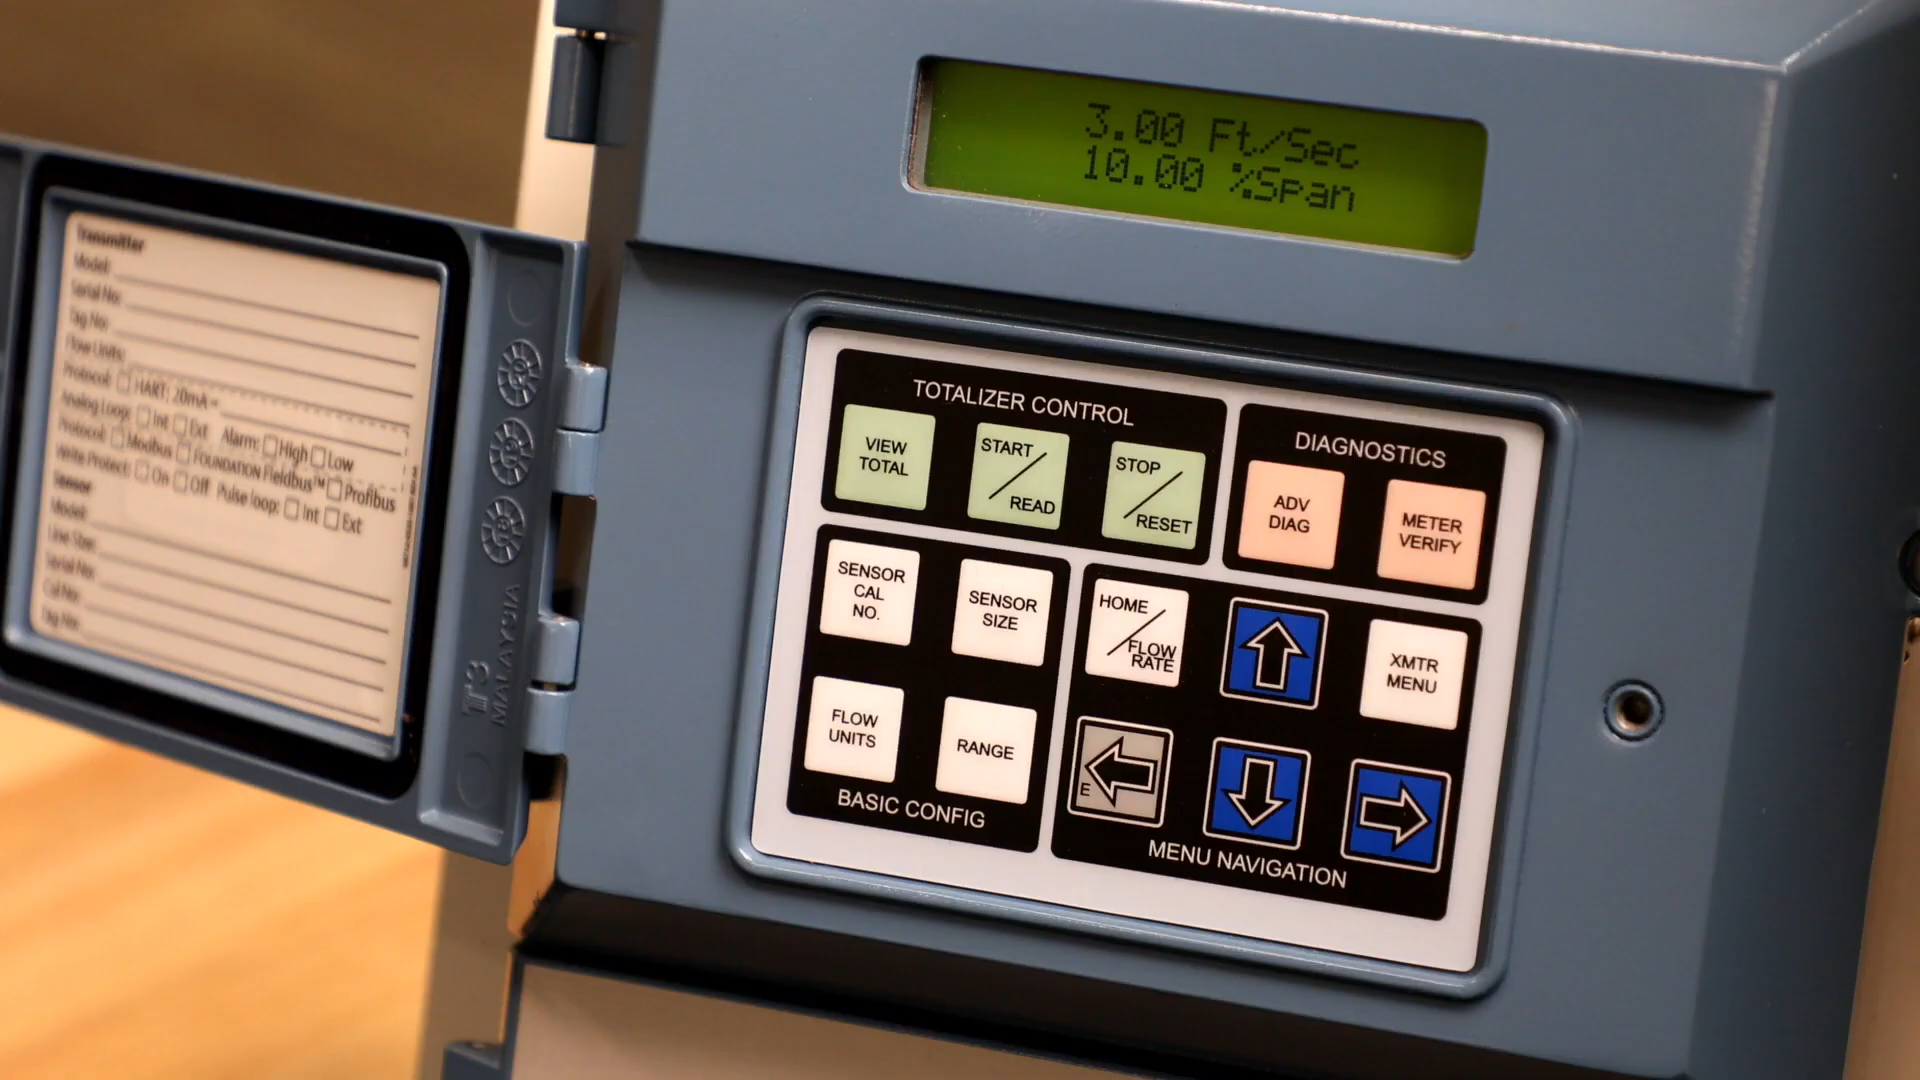 3.00 Ft/Sec
10.00 %Span
Transmitter
Model:
Serial No:
Tag No:
Flow Units:
Protocol: HART; 20mA =
Analog Loop: Int Ext Alarm: High Low
Protocol: Modbus FOUNDATION Fieldbus™ Profibus
Write Protect: On Off Pulse loop: Int Ext
Sensor
Model:
Line Size:
Serial No:
Cal No:
Tag No:
T3
MALAYSIA
TOTALIZER CONTROL
VIEW
TOTAL
START
READ
STOP
RESET
DIAGNOSTICS
ADV
DIAG
METER
VERIFY
SENSOR
CAL
NO.
SENSOR
SIZE
FLOW
UNITS
RANGE
BASIC CONFIG
HOME
FLOW
RATE
XMTR
MENU
E
MENU NAVIGATION